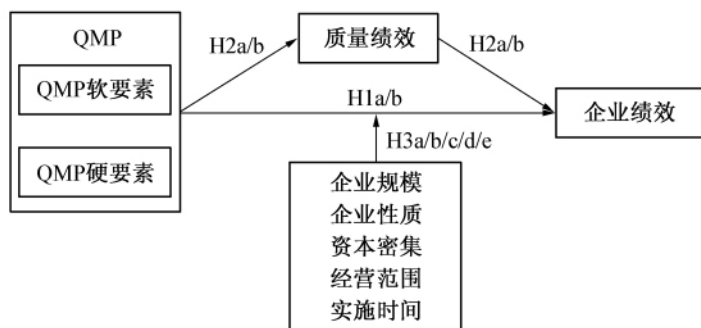 QMP
QMP软要素
QMP硬要素
H2a/b
质量绩效
H2a/b
H1a/b
企业绩效
H3a/b/c/d/e
企业规模
企业性质
资本密集
经营范围
实施时间